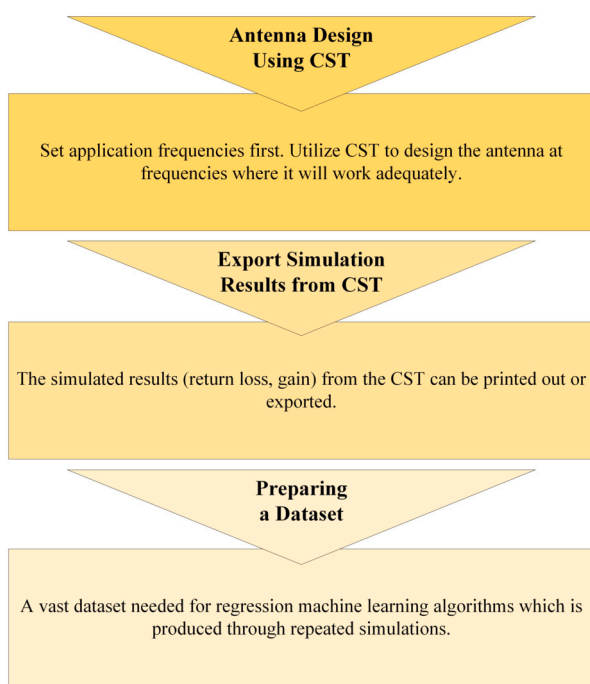 Antenna Design
Using CST
Set application frequencies first. Utilize CST to design the antenna at
frequencies where it will work adequately.
Export Simulation
Results from CST
The simulated results (return loss, gain) from the CST can be printed out or
exported.
Preparing
a Dataset
A vast dataset needed for regression machine learning algorithms which is
produced through repeated simulations.